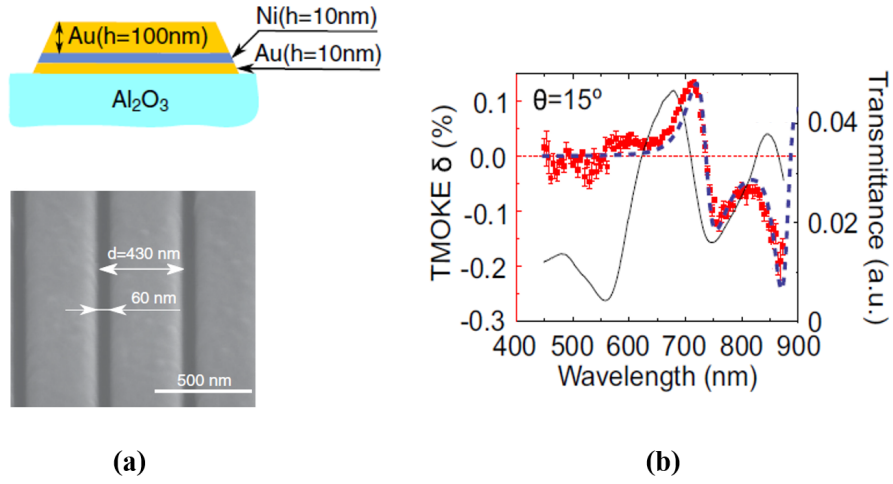 Au(h=100nm)
Ni(h=10nm)
Au(h=10nm)
Al₂O₃
d=430 nm
60 nm
500 nm
(a)
θ=15º
TMOKE δ (%)
0.1
0.0
-0.1
-0.2
-0.3
400 500 600 700 800 900
Wavelength (nm)
0.04
0.02
0
Transmittance (a.u.)
(b)